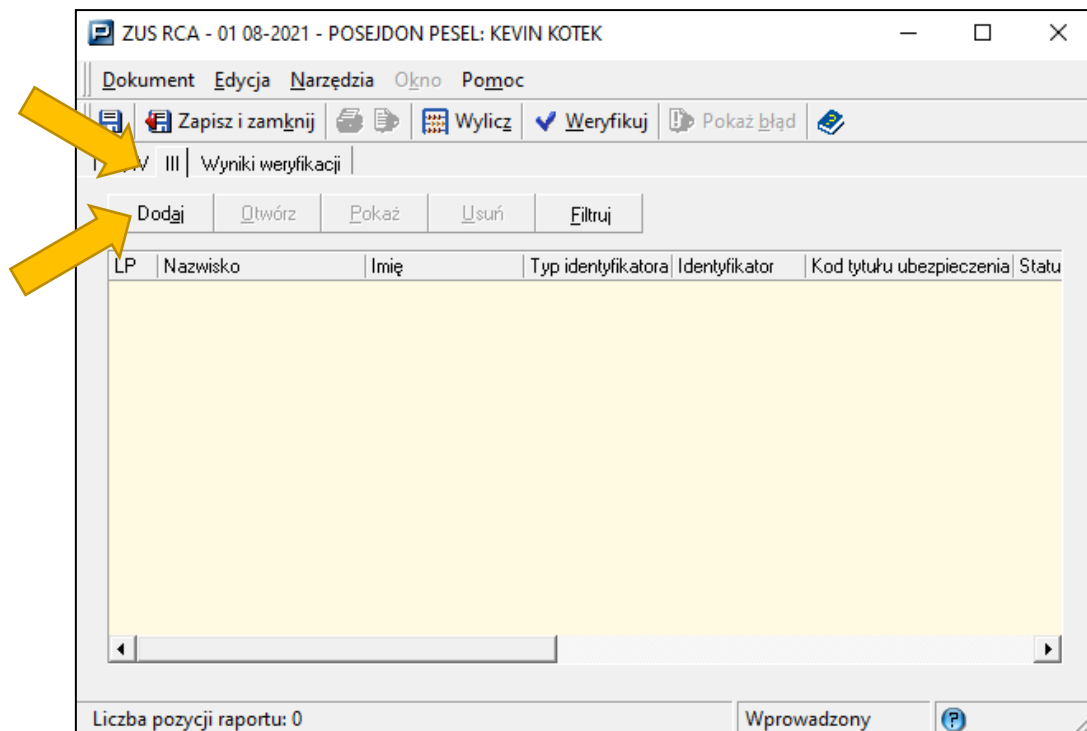 ZUS RCA - 01 08-2021 - POSEJDON PESEL: KEVIN KOTEK
Dokument Edycja Narzędzia Okno Pomoc
Zapisz i zamknij Wylicz Weryfikuj Pokaż błąd
III Wyniki weryfikacji
Dodaj Otwórz Pokaż Usuń Filtruj
LP Nazwisko Imię Typ identyfikatora Identyfikator Kod tytułu ubezpieczenia Statu
Liczba pozycji raportu: 0 Wprowadzony